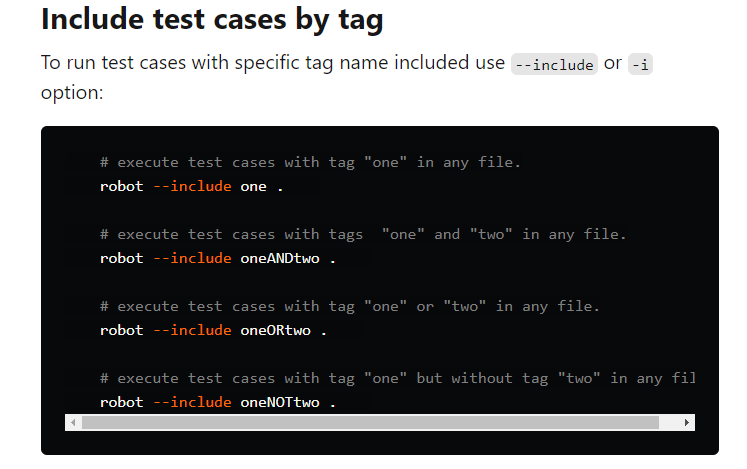 Include test cases by tag
To run test cases with specific tag name included use --include or -i
option:
# execute test cases with tag "one" in any file.
robot --include one .
# execute test cases with tags  "one" and "two" in any file.
robot --include oneANDtwo .
# execute test cases with tag "one" or "two" in any file.
robot --include oneORtwo .
# execute test cases with tag "one" but without tag "two" in any fil
robot --include oneNOTtwo .